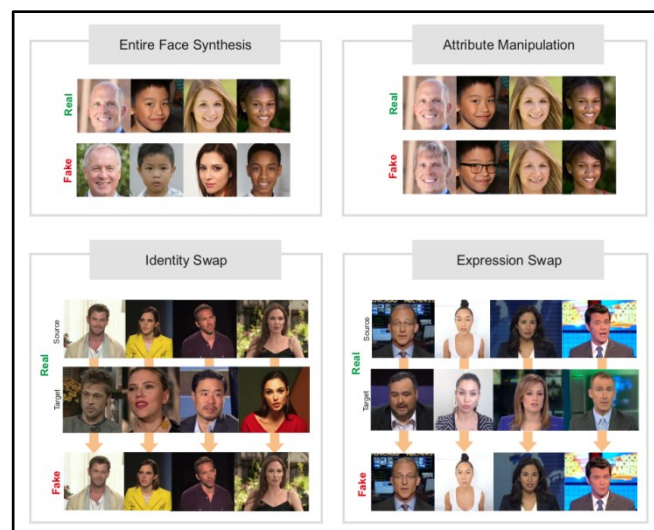 Entire Face Synthesis
Real
Fake
Attribute Manipulation
Real
Fake
Identity Swap
Real
Source
Target
Fake
Expression Swap
Real
Source
Target
Fake